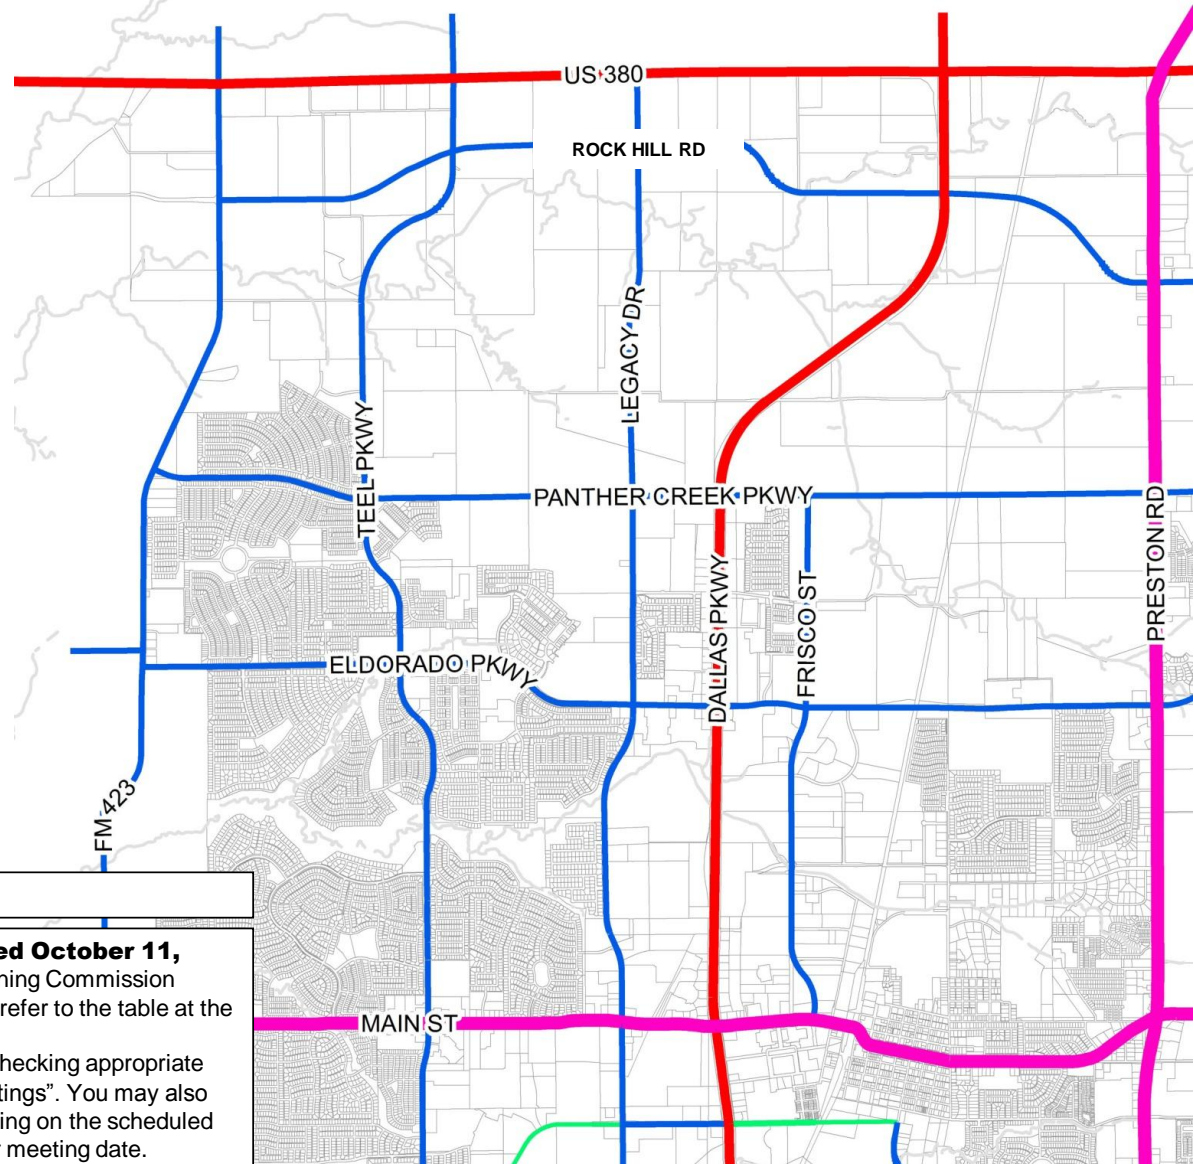 US 380
ROCK HILL RD
LEGACY DR
TEEL PKWY
PANTHER CREEK PKWY
PRESTON RD
DALLAS PKWY
FRISCO ST
ELDORADO PKWY
FM 423
ed October 11,
ning Commission
refer to the table at the
MAIN ST
hecking appropriate
tings”. You may also
ing on the scheduled
r meeting date.